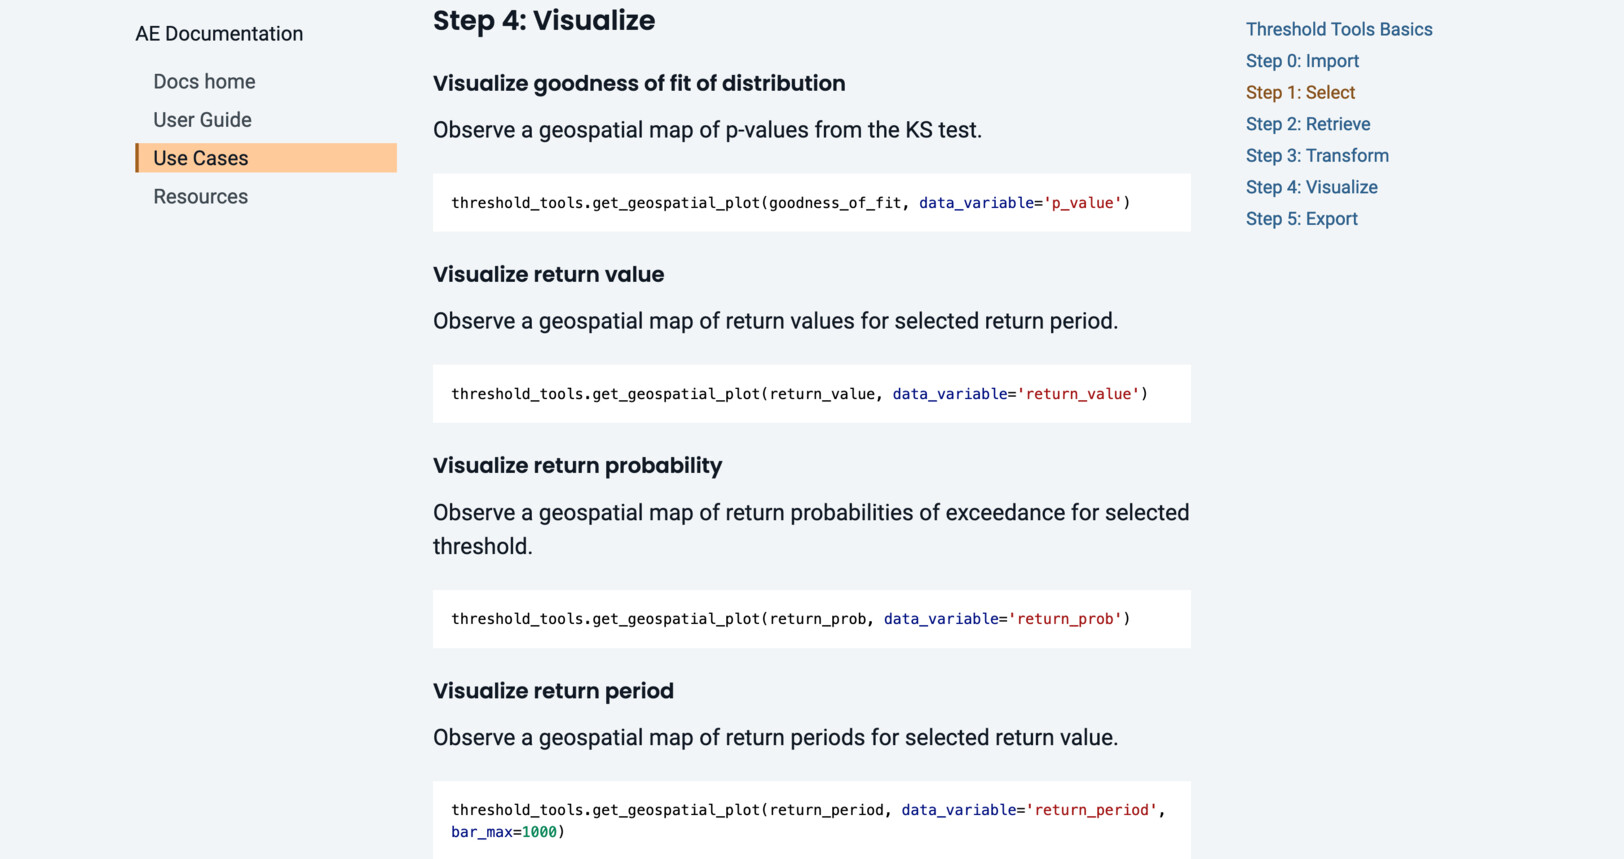 AE Documentation
Docs home
User Guide
Use Cases
Resources
Step 4: Visualize
Visualize goodness of fit of distribution
Observe a geospatial map of p-values from the KS test.
threshold_tools.get_geospatial_plot(goodness_of_fit, data_variable='p_value')
Visualize return value
Observe a geospatial map of return values for selected return period.
threshold_tools.get_geospatial_plot(return_value, data_variable='return_value')
Visualize return probability
Observe a geospatial map of return probabilities of exceedance for selected
threshold.
threshold_tools.get_geospatial_plot(return_prob, data_variable='return_prob')
Visualize return period
Observe a geospatial map of return periods for selected return value.
threshold_tools.get_geospatial_plot(return_period, data_variable='return_period',
bar_max=1000)
Threshold Tools Basics
Step 0: Import
Step 1: Select
Step 2: Retrieve
Step 3: Transform
Step 4: Visualize
Step 5: Export